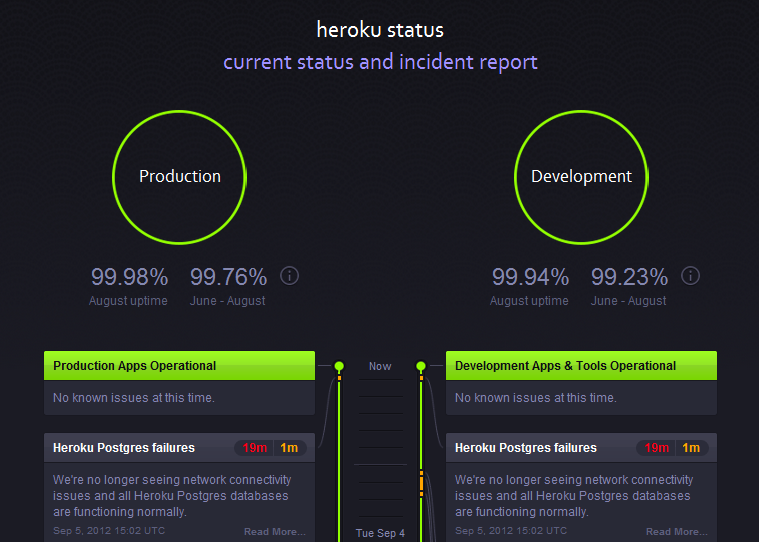 heroku status
current status and incident report
Production
Development
99.98%
99.76%
August uptime
June - August
99.94%
99.23%
August uptime
June - August
Production Apps Operational
No known issues at this time.
Heroku Postgres failures
19m
1m
We're no longer seeing network connectivity
issues and all Heroku Postgres databases
are functioning normally.
Sep 5, 2012 15:02 UTC
Read More...
Now
Tue Sep 4
Development Apps & Tools Operational
No known issues at this time.
Heroku Postgres failures
19m
1m
We're no longer seeing network connectivity
issues and all Heroku Postgres databases
are functioning normally.
Sep 5, 2012 15:02 UTC
Read More...